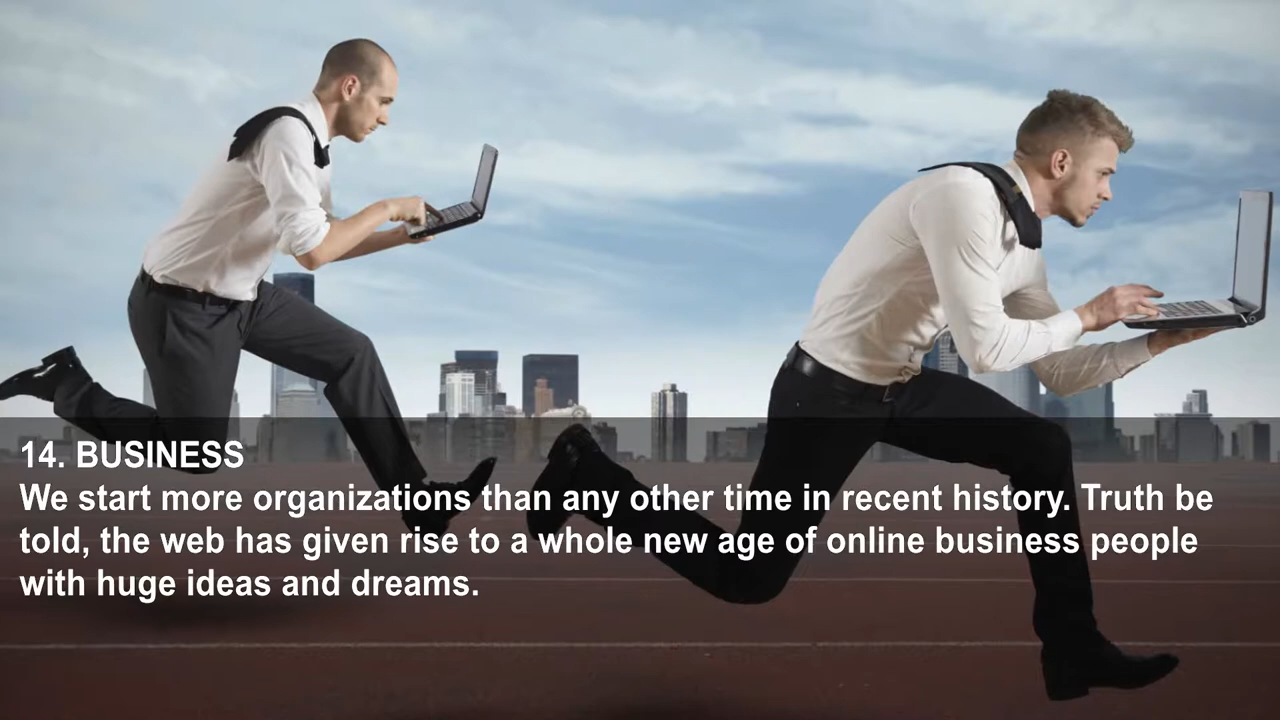 14. BUSINESS
We start more organizations than any other time in recent history. Truth be
told, the web has given rise to a whole new age of online business people
with huge ideas and dreams.